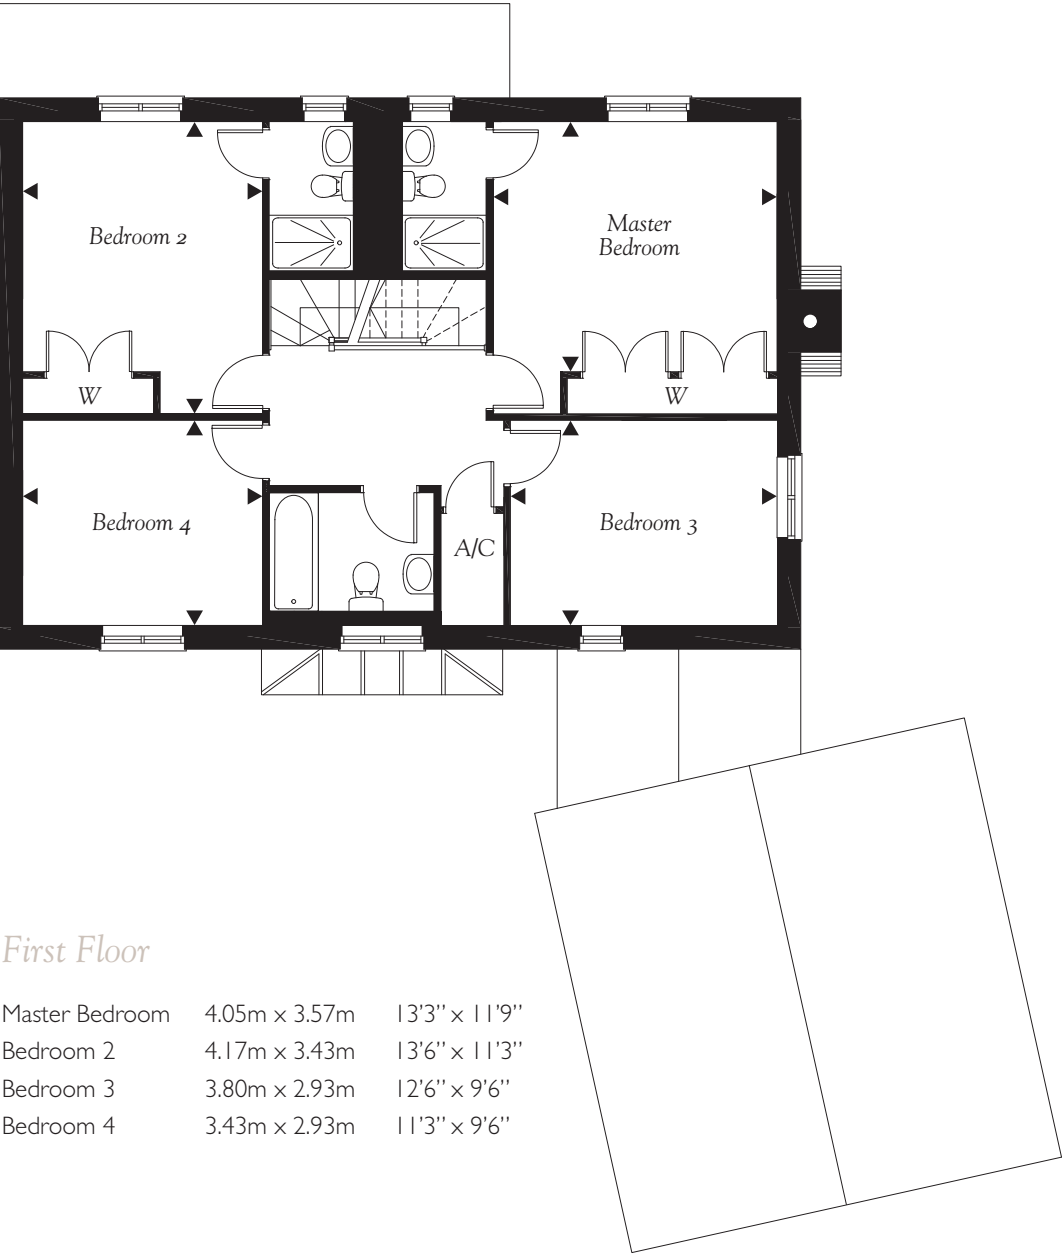 Bedroom 2
Master
Bedroom
W
W
Bedroom 4
A/C
Bedroom 3
First Floor
Master Bedroom 4.05m x 3.57m 13'3'' x 11'9''
Bedroom 2 4.17m x 3.43m 13'6'' x 11'3''
Bedroom 3 3.80m x 2.93m 12'6'' x 9'6''
Bedroom 4 3.43m x 2.93m 11'3'' x 9'6''